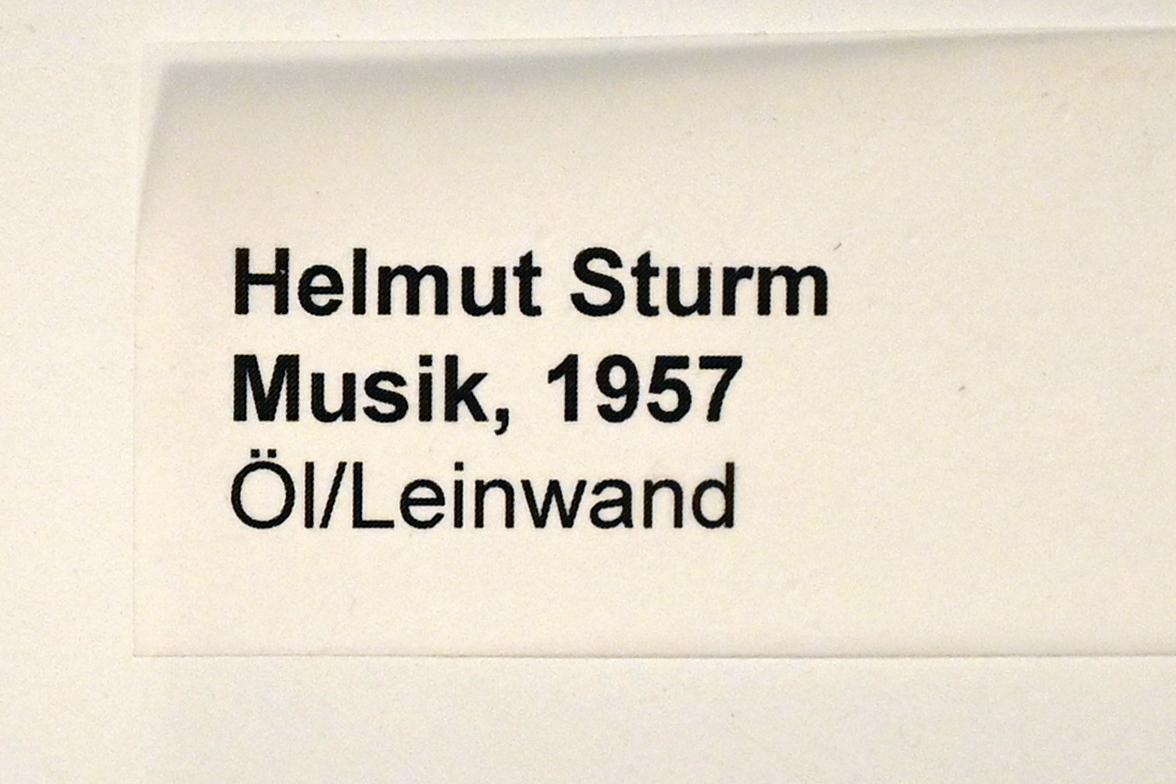 Helmut Sturm
Musik, 1957
Öl/Leinwand